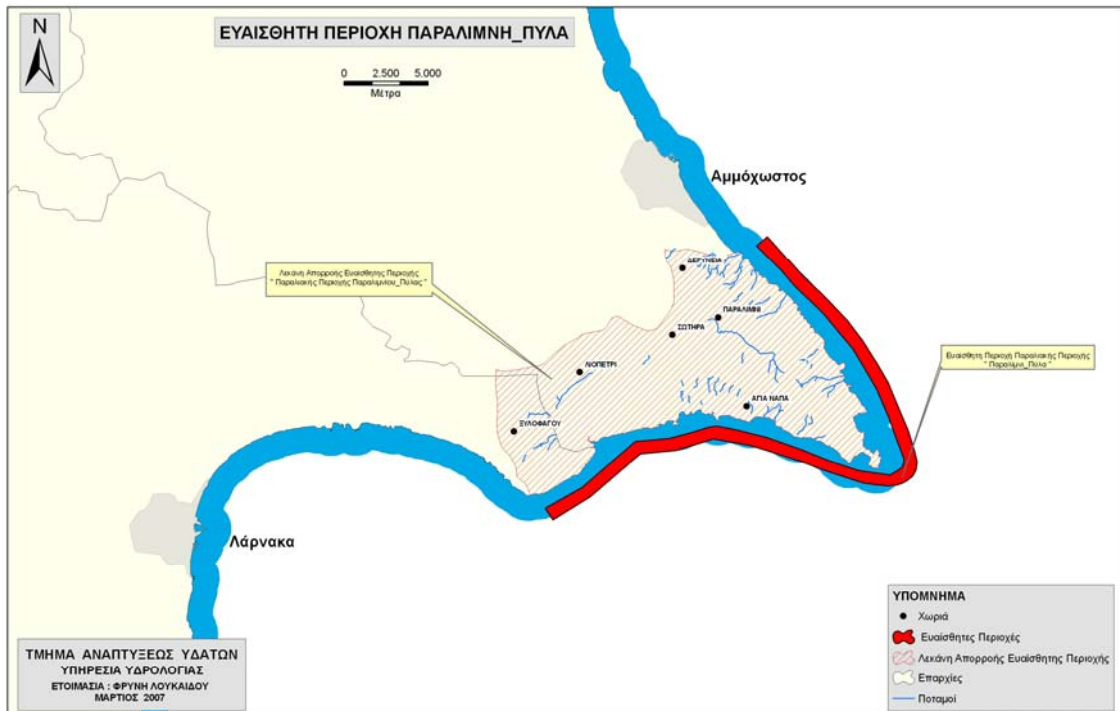 N
ΕΥΑΙΣΘΗΤΗ ΠΕΡΙΟΧΗ ΠΑΡΑΛΙΜΝΗ_ΠΥΛΑ
0 2.500 5.000
Μέτρα
Αμμόχωστος
Λεκάνη Απορροής Ευαίσθητης Περιοχής
" Παραλιακής Περιοχής Παραλιμνίου_Πύλας "
ΔΕΡΥΝΕΙΑ
ΠΑΡΑΛΙΜΝΙ
ΣΩΤΗΡΑ
Ευαίσθητη Περιοχή Παραλιακής Περιοχής
" Παραλίμνι_Πύλα "
ΛΙΟΠΕΤΡΙ
ΑΓΙΑ ΝΑΠΑ
ΞΥΛΟΦΑΓΟΥ
Λάρνακα
ΥΠΟΜΝΗΜΑ
Χωριά
Ευαίσθητες Περιοχές
Λεκάνη Απορροής Ευαίσθητης Περιοχής
Επαρχίες
Ποταμοί
ΤΜΗΜΑ ΑΝΑΠΤΥΞΕΩΣ ΥΔΑΤΩΝ
ΥΠΗΡΕΣΙΑ ΥΔΡΟΛΟΓΙΑΣ
ΕΤΟΙΜΑΣΙΑ : ΦΡΥΝΗ ΛΟΥΚΑΙΔΟΥ
ΜΑΡΤΙΟΣ 2007